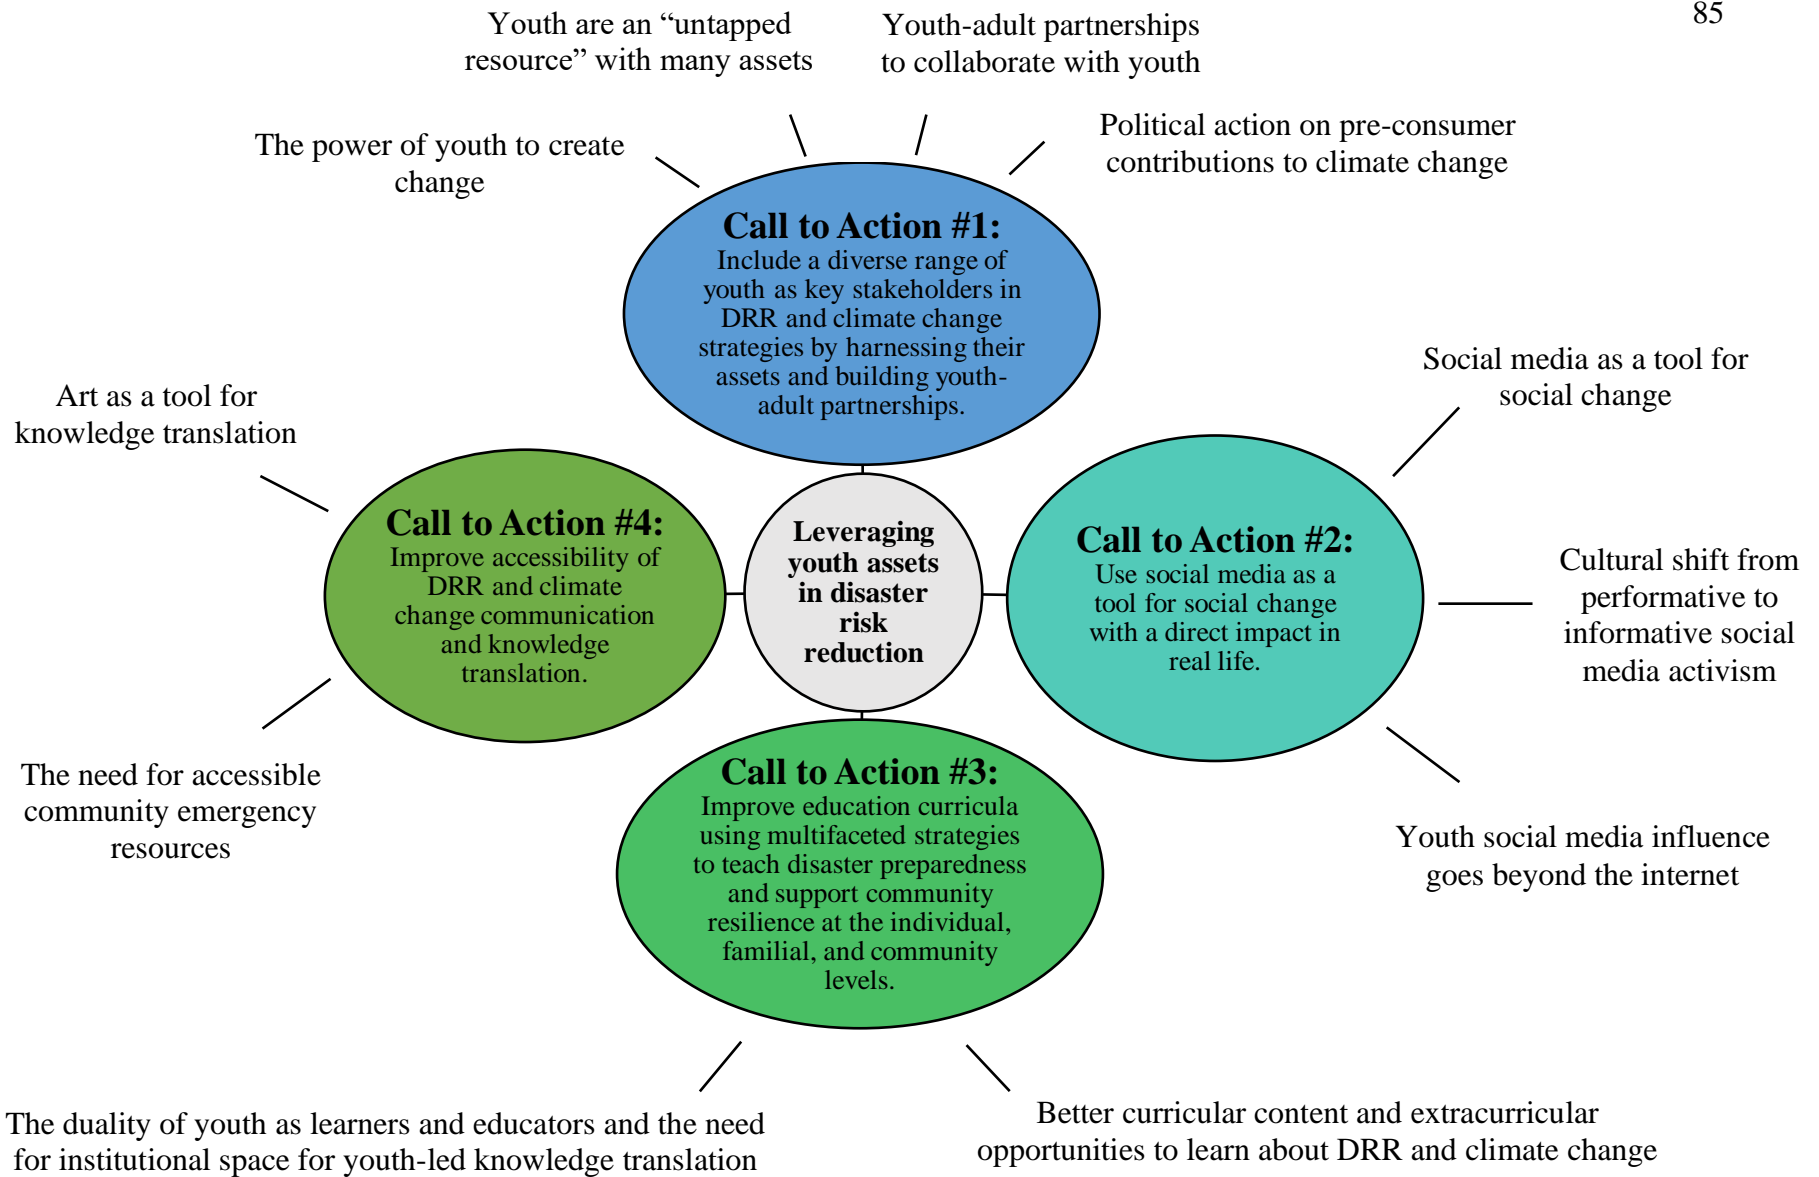 85
Youth are an “untapped
resource” with many assets
Youth-adult partnerships
to collaborate with youth
The power of youth to create
change
Political action on pre-consumer
contributions to climate change
Call to Action #1:
Include a diverse range of
youth as key stakeholders in
DRR and climate change
strategies by harnessing their
assets and building youth-
adult partnerships.
Social media as a tool for
social change
Art as a tool for
knowledge translation
Call to Action #4:
Improve accessibility of
DRR and climate
change communication
and knowledge
translation.
Leveraging
youth assets
in disaster
risk
reduction
Call to Action #2:
Use social media as a
tool for social change
with a direct impact in
real life.
Cultural shift from
performative to
informative social
media activism
The need for accessible
community emergency
resources
Call to Action #3:
Improve education curricula
using multifaceted strategies
to teach disaster preparedness
and support community
resilience at the individual,
familial, and community
levels.
Youth social media influence
goes beyond the internet
The duality of youth as learners and educators and the need
for institutional space for youth-led knowledge translation
Better curricular content and extracurricular
opportunities to learn about DRR and climate change